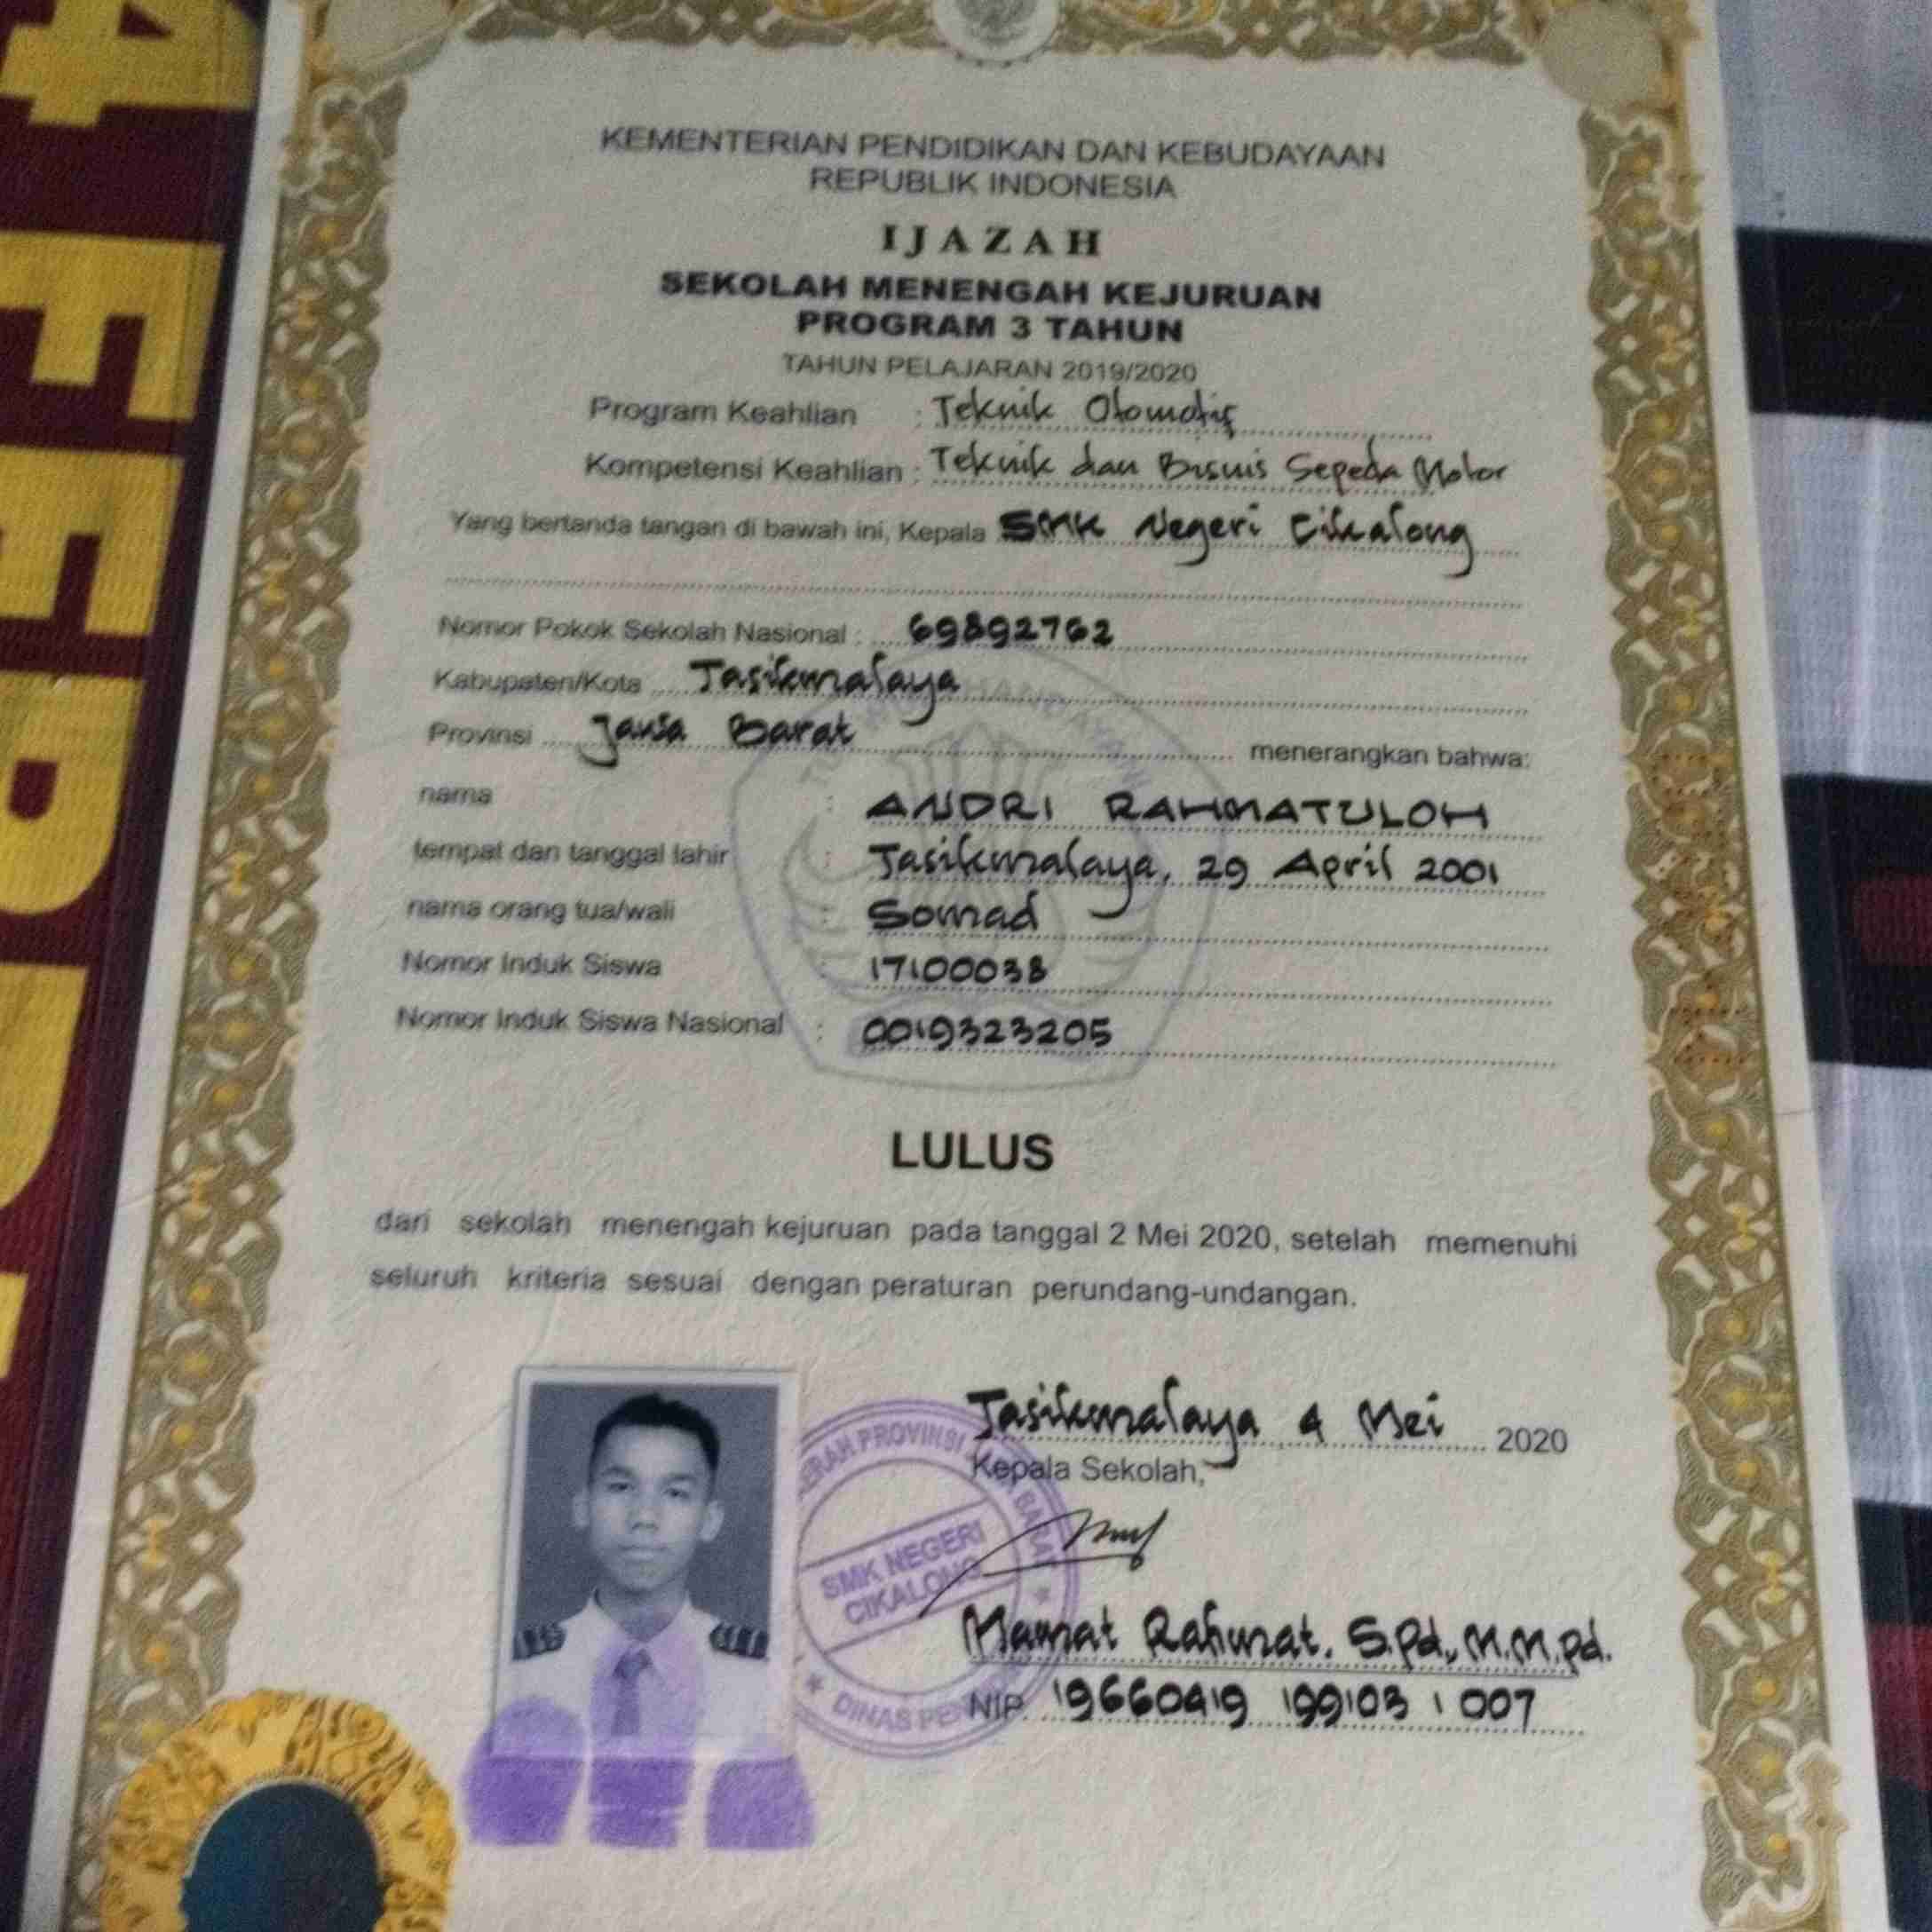 KEMENTERIAN PENDIDIKAN DAN KEBUDAYAAN
REPUBLIK INDONESIA
IJAZAH
SEKOLAH MENENGAH KEJURUAN
PROGRAM 3 TAHUN
TAHUN PELAJARAN 2019/2020
Program Keahlian : Teknik Otomotif
Kompetensi Keahlian : Teknik dan Bisnis Sepeda Motor
Yang bertanda tangan di bawah ini, Kepala SMK Negeri Cikalong
Nomor Pokok Sekolah Nasional : 69892762
Kabupaten/Kota Tasikmalaya
Provinsi Jawa Barat menerangkan bahwa:
nama : ANDRI RAHMATULOH
tempat dan tanggal lahir : Tasikmalaya, 29 April 2001
nama orang tua/wali : Somad
Nomor Induk Siswa : 17100038
Nomor Induk Siswa Nasional : 0019323205
LULUS
dari sekolah menengah kejuruan pada tanggal 2 Mei 2020, setelah memenuhi
seluruh kriteria sesuai dengan peraturan perundang-undangan.
Tasikmalaya, 4 Mei 2020
Kepala Sekolah,
SMK NEGERI
CIKALONG
Mamat Rahmat, S.Pd., M.M.Pd.
NIP. 19660419 199103 1 007